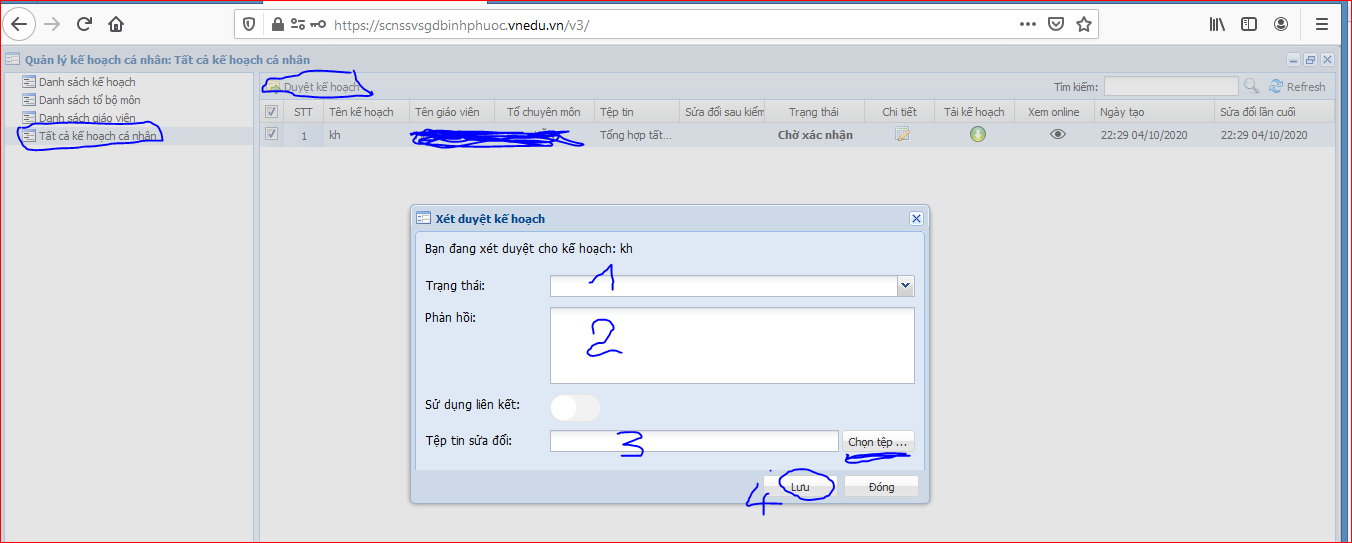 https://scnssvsgdbinhphuoc.vnedu.vn/v3/
Quản lý kế hoạch cá nhân: Tất cả kế hoạch cá nhân
Danh sách kế hoạch
Danh sách tổ bộ môn
Danh sách giáo viên
Tất cả kế hoạch cá nhân
Duyệt kế hoạch
Tìm kiếm:
Refresh
STT Tên kế hoạch Tên giáo viên Tổ chuyên môn Tệp tin Sửa đổi sau kiểm Trạng thái Chi tiết Tải kế hoạch Xem online Ngày tạo Sửa đổi lần cuối
1 kh Tổng hợp tất... Chờ xác nhận 22:29 04/10/2020 22:29 04/10/2020
Xét duyệt kế hoạch
Bạn đang xét duyệt cho kế hoạch: kh
Trạng thái: 1
Phản hồi: 2
Sử dụng liên kết:
Tệp tin sửa đổi: 3 Chọn tệp ...
4 Lưu Đóng